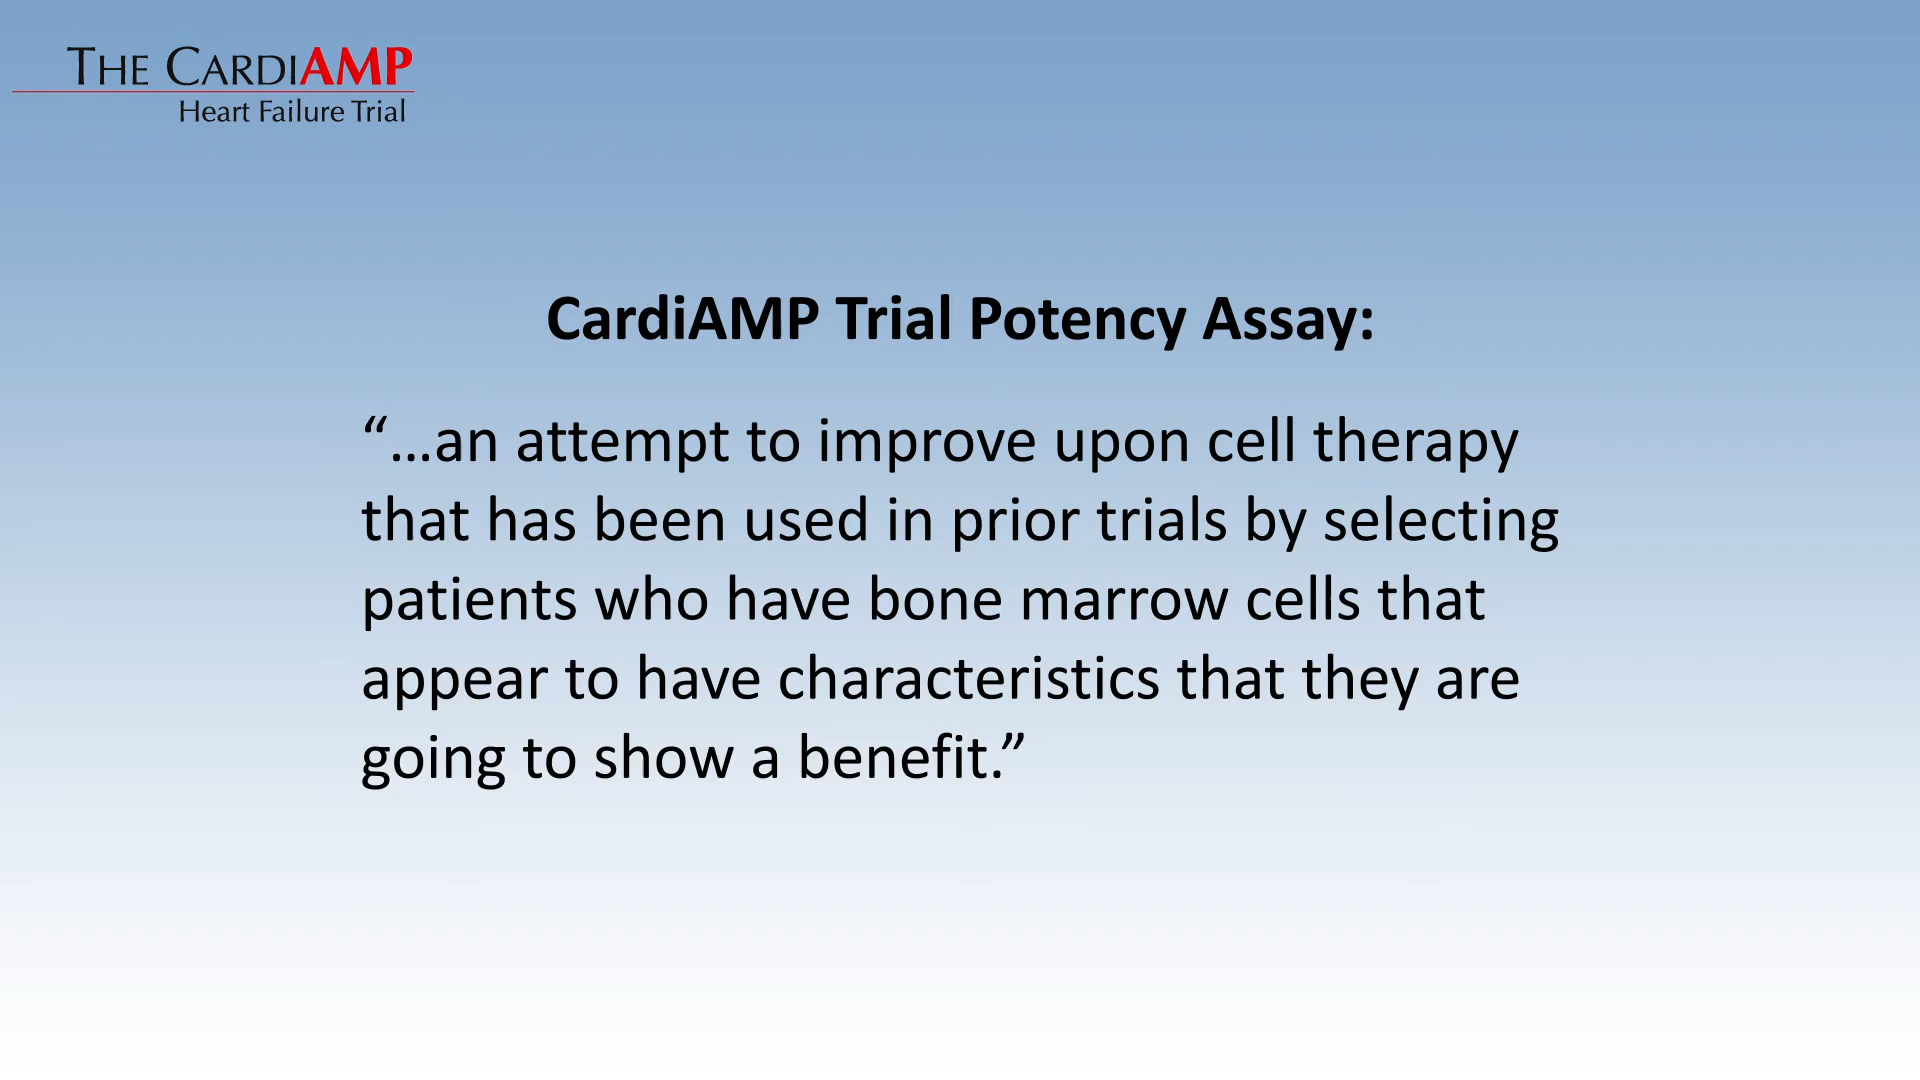 THE CARDIAMP
Heart Failure Trial
CardiAMP Trial Potency Assay:
“...an attempt to improve upon cell therapy
that has been used in prior trials by selecting
patients who have bone marrow cells that
appear to have characteristics that they are
going to show a benefit.”